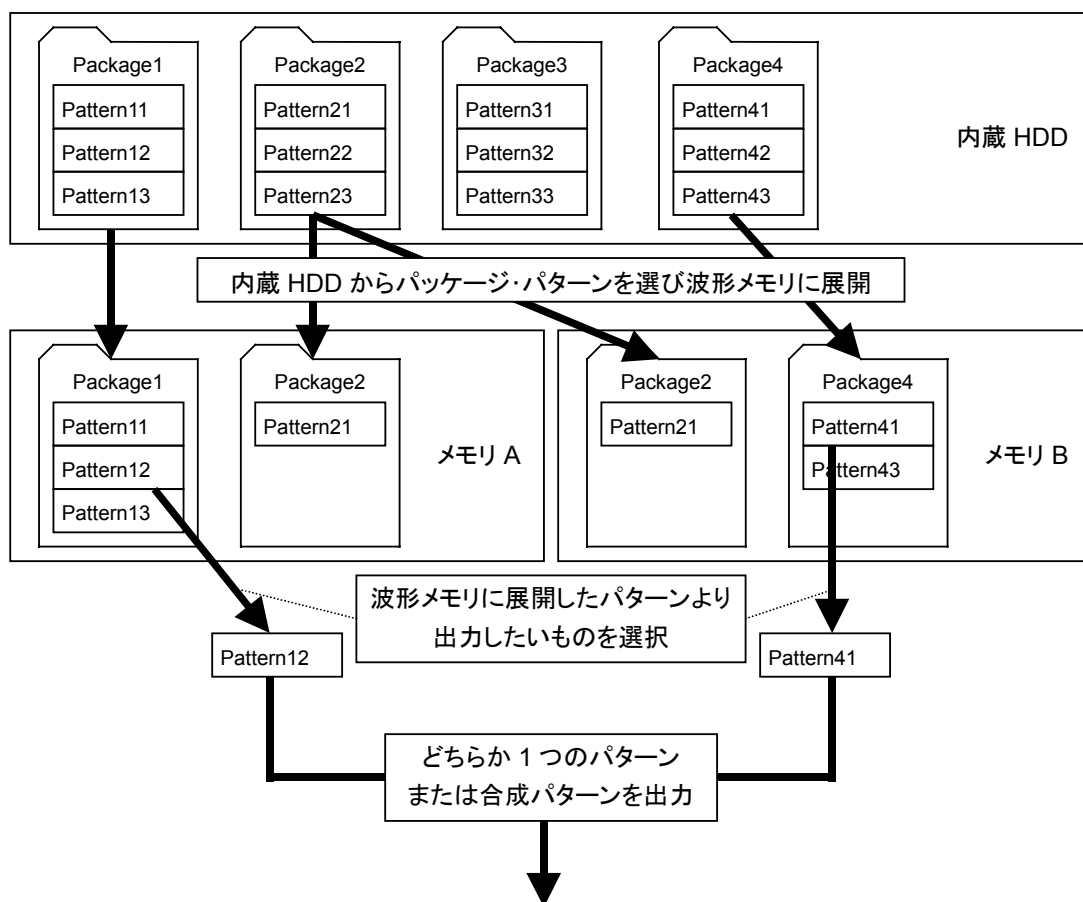 Package1
Pattern11
Pattern12
Pattern13
Package2
Pattern21
Pattern22
Pattern23
Package3
Pattern31
Pattern32
Pattern33
Package4
Pattern41
Pattern42
Pattern43
内蔵 HDD
内蔵 HDD からパッケージ・パターンを選び波形メモリに展開
Package1
Pattern11
Pattern12
Pattern13
Package2
Pattern21
メモリ A
Package2
Pattern21
Package4
Pattern41
Pattern43
メモリ B
波形メモリに展開したパターンより
出力したいものを選択
Pattern12
Pattern41
どちらか 1 つのパターン
または合成パターンを出力